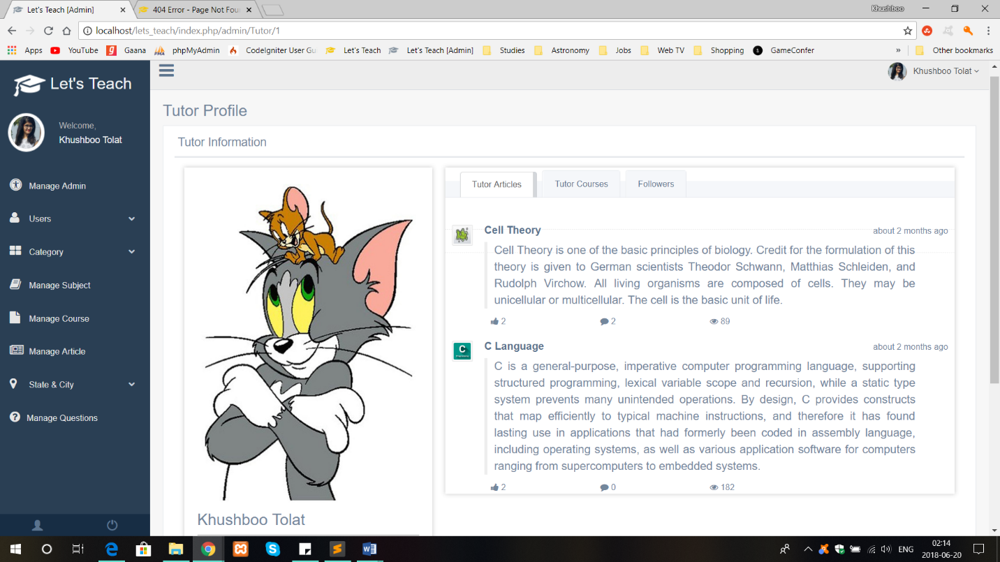 Let's Teach [Admin]
404 Error - Page Not Fou
Khushboo
localhost/lets_teach/index.php/admin/Tutor/1
Apps YouTube Gaana phpMyAdmin CodeIgniter User Gu Let's Teach Let's Teach [Admin] Studies Astronomy Jobs Web TV Shopping GameConfer » Other bookmarks
Let's Teach
Khushboo Tolat
Welcome,
Khushboo Tolat
Manage Admin
Users
Category
Manage Subject
Manage Course
Manage Article
State & City
Manage Questions
Tutor Profile
Tutor Information
Khushboo Tolat
Tutor Articles Tutor Courses Followers
Cell Theory about 2 months ago
Cell Theory is one of the basic principles of biology. Credit for the formulation of this
theory is given to German scientists Theodor Schwann, Matthias Schleiden, and
Rudolph Virchow. All living organisms are composed of cells. They may be
unicellular or multicellular. The cell is the basic unit of life.
2 2 89
C
C Language about 2 months ago
C is a general-purpose, imperative computer programming language, supporting
structured programming, lexical variable scope and recursion, while a static type
system prevents many unintended operations. By design, C provides constructs
that map efficiently to typical machine instructions, and therefore it has found
lasting use in applications that had formerly been coded in assembly language,
including operating systems, as well as various application software for computers
ranging from supercomputers to embedded systems.
2 0 182
ENG
02:14
2018-06-20